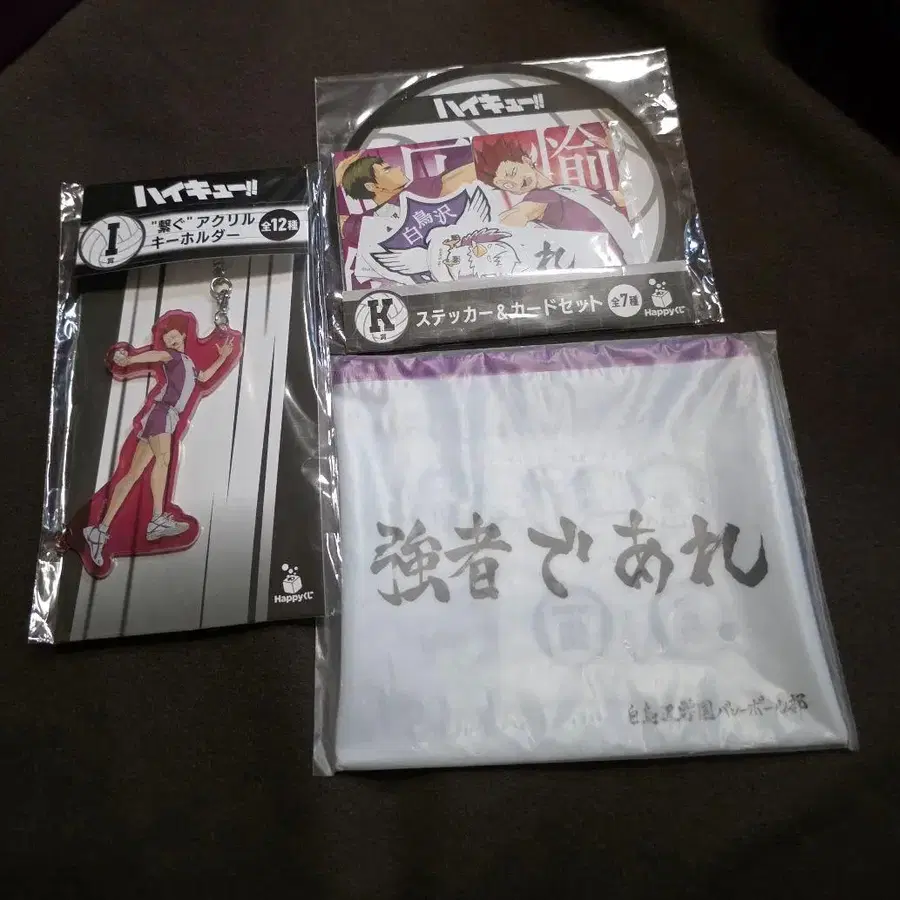 ハイキュー!!
I
賞
"繋ぐ"アクリル
キーホルダー
全12種
Happyくじ
ハイキュー!!
愉
白鳥沢
れ
K
賞
ステッカー&カードセット
全7種
Happyくじ
強者であれ
白鳥沢学園バレーボール部